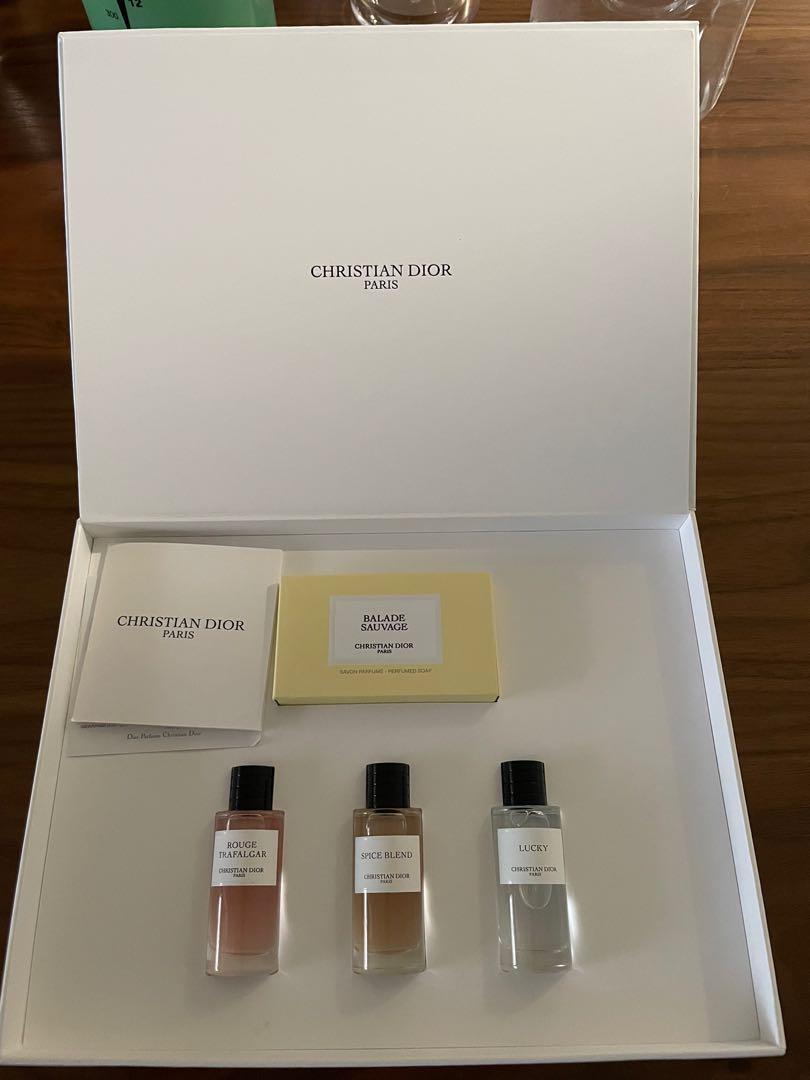 300
12
CHRISTIAN DIOR
PARIS
CHRISTIAN DIOR
PARIS
Dior Parfums Christian Dior
BALADE
SAUVAGE
CHRISTIAN DIOR
PARIS
SAVON PARFUMÉ - PERFUMED SOAP
ROUGE
TRAFALGAR
CHRISTIAN DIOR
PARIS
SPICE BLEND
CHRISTIAN DIOR
PARIS
LUCKY
CHRISTIAN DIOR
PARIS